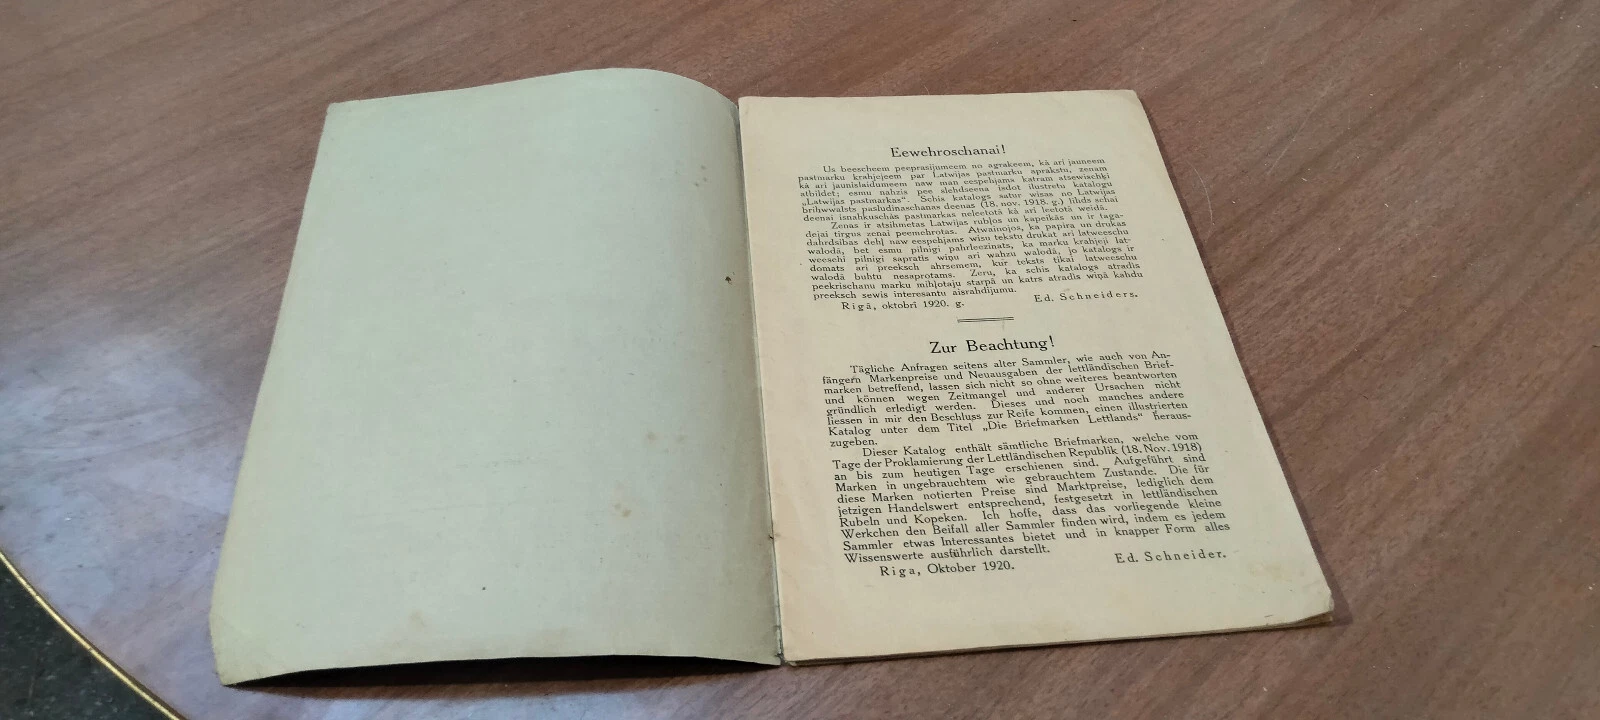 Eewehroschanai!
Us beescheem peeprasijumeem no agrakeem, kā arī jauneem
pastmarku krahjejeem par Latwijas pastmarku aprakstu, zenam
kā arī jaunislaidumeem naw man eespehjams katram atsewischķi
atbildet; esmu nahzis pee slehdseena isdot ilustretu katalogu
„Latwijas pastmarkas“. Schis katalogs satur wisas no Latwijas
brihwwalsts pasludinaschanas deenas (18. nov. 1918. g.) lihds schai
deenai isnahkuschās pastmarkas neleetotā kā arī leetotā weidā.
Zenas ir atsihmetas Latwijas rubļos un kapeikās un ir taga-
dejai tirgus zenai peemehrotas. Atwainojos, ka papira un drukas
dahrdsibas dehļ naw eespehjams wisu tekstu drukat arī latweeschu
walodā, bet esmu pilnigi pahrleezinats, ka marku krahjeji lat-
weeschi pilnigi sapratis wiņu arī wahzu walodā, jo katalogs ir
domats arī preeksch ahrsemem, kur teksts tikai latweeschu
walodā buhtu nesaprotams. Zeru, ka schis katalogs atradis
peekrischanu marku mihļotaju starpā un katrs atradis wiņā kahdu
preeksch sewis interesantu aisrahdijumu.
Rigā, oktobrī 1920. g. Ed. Schneiders.
Zur Beachtung!
Tägliche Anfragen seitens alter Sammler, wie auch von An-
fängern Markenpreise und Neuausgaben der lettländischen Brief-
marken betreffend, lassen sich nicht so ohne weiteres beantworten
und können wegen Zeitmangel und anderer Ursachen nicht
gründlich erledigt werden. Dieses und noch manches andere
liessen in mir den Beschluss zur Reife kommen, einen illustrierten
Katalog unter dem Titel „Die Briefmarken Lettlands“ heraus-
zugeben.
Dieser Katalog enthält sämtliche Briefmarken, welche vom
Tage der Proklamierung der Lettländischen Republik (18. Nov. 1918)
an bis zum heutigen Tage erschienen sind. Aufgeführt sind
Marken in ungebrauchtem wie gebrauchtem Zustande. Die für
diese Marken notierten Preise sind Marktpreise, lediglich dem
jetzigen Handelswert entsprechend, festgesetzt in lettländischen
Rubeln und Kopeken. Ich hoffe, dass das vorliegende kleine
Werkchen den Beifall aller Sammler finden wird, indem es jedem
Sammler etwas Interessantes bietet und in knapper Form alles
Wissenswerte ausführlich darstellt.
Riga, Oktober 1920. Ed. Schneider.